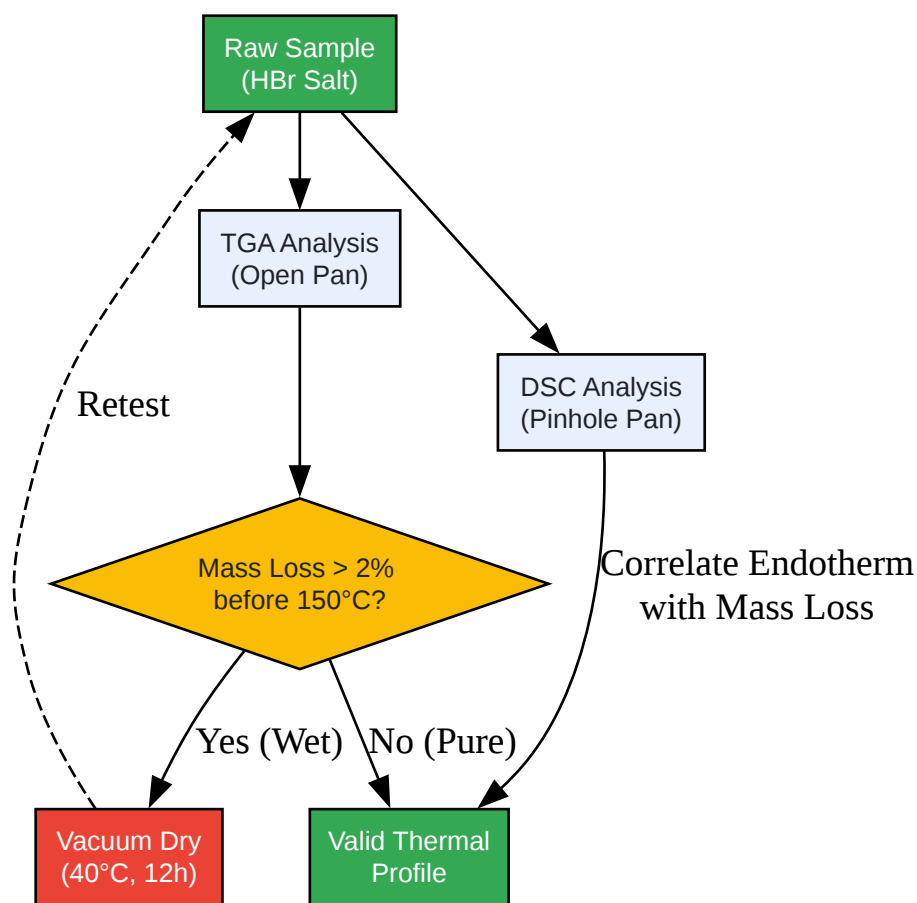 Raw Sample
(HBr Salt)
TGA Analysis
(Open Pan)
DSC Analysis
(Pinhole Pan)
Retest
Mass Loss > 2%
before 150°C?
Correlate Endotherm
with Mass Loss
Yes (Wet)
No (Pure)
Vacuum Dry
(40°C, 12h)
Valid Thermal
Profile